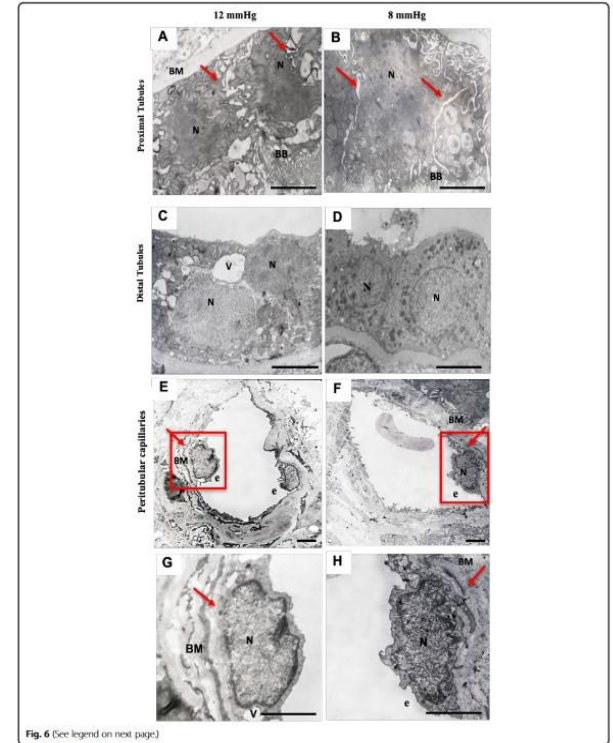 12 mmHg 8 mmHg
Proximal Tubules
A
BM
N
N
BB
B
N
BB
Distal Tubules
C
V
N
N
D
N
N
Peritubular capillaries
E
BM
e
e
F
BM
N
e
G
N
BM
V
H
BM
N
e
Fig. 6 (See legend on next page.)